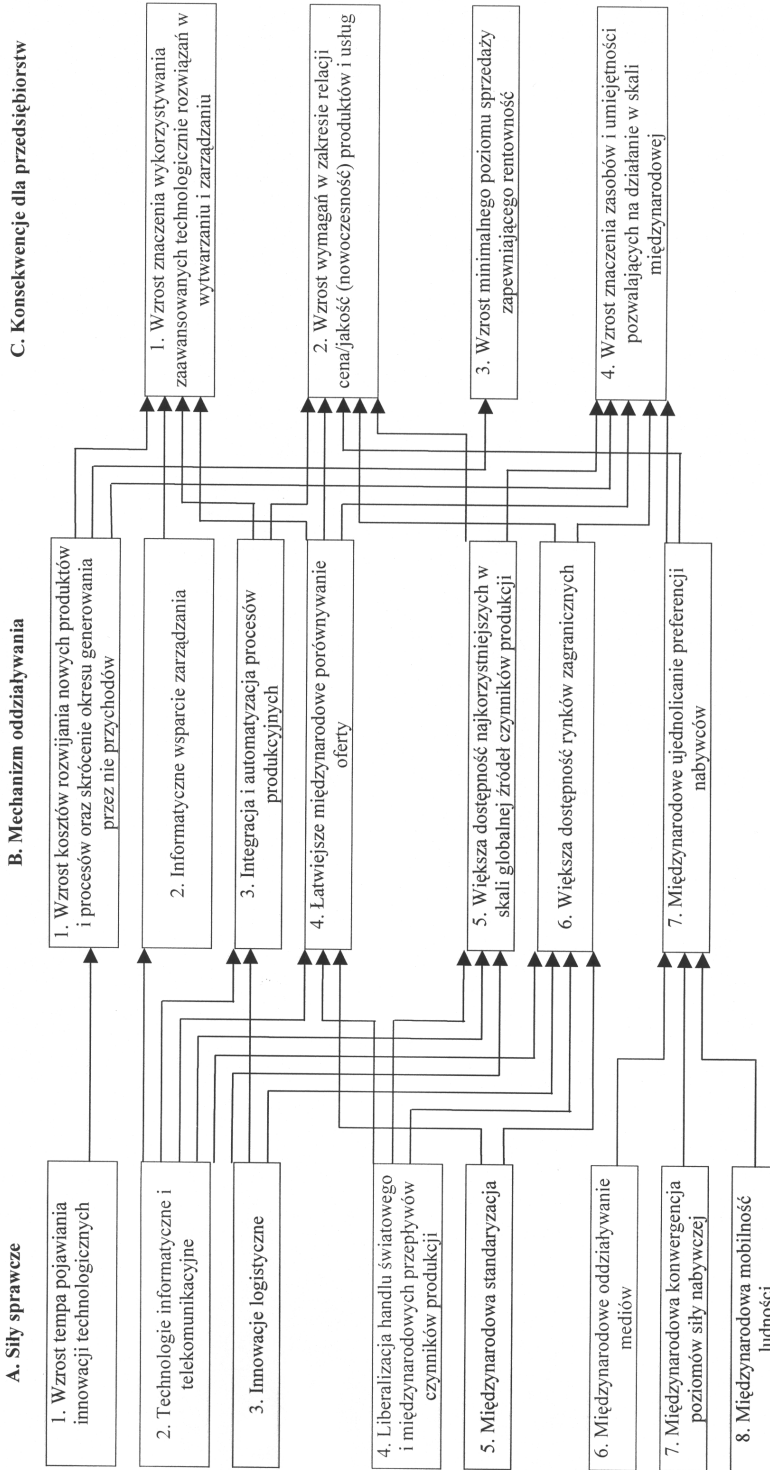 A. Siły sprawcze
1. Wzrost tempa pojawiania
innowacji technologicznych
2. Technologie informatyczne i
telekomunikacyjne
3. Innowacje logistyczne
4. Liberalizacja handlu światowego
i międzynarodowych przepływów
czynników produkcji
5. Międzynarodowa standaryzacja
6. Międzynarodowe oddziaływanie
mediów
7. Międzynarodowa konwergencja
poziomów siły nabywczej
8. Międzynarodowa mobilność
ludności
B. Mechanizm oddziaływania
1. Wzrost kosztów rozwijania nowych produktów
i procesów oraz skrócenie okresu generowania
przez nie przychodów
2. Informatyczne wsparcie zarządzania
3. Integracja i automatyzacja procesów
produkcyjnych
4. Łatwiejsze międzynarodowe porównywanie
oferty
5. Większa dostępność najkorzystniejszych w
skali globalnej źródeł czynników produkcji
6. Większa dostępność rynków zagranicznych
7. Międzynarodowe ujednolicanie preferencji
nabywców
C. Konsekwencje dla przedsiębiorstw
1. Wzrost znaczenia wykorzystywania
zaawansowanych technologicznie rozwiązań w
wytwarzaniu i zarządzaniu
2. Wzrost wymagań w zakresie relacji
cena/jakość (nowoczesność) produktów i usług
3. Wzrost minimalnego poziomu sprzedaży
zapewniającego rentowność
4. Wzrost znaczenia zasobów i umiejętności
pozwalających na działanie w skali
międzynarodowej